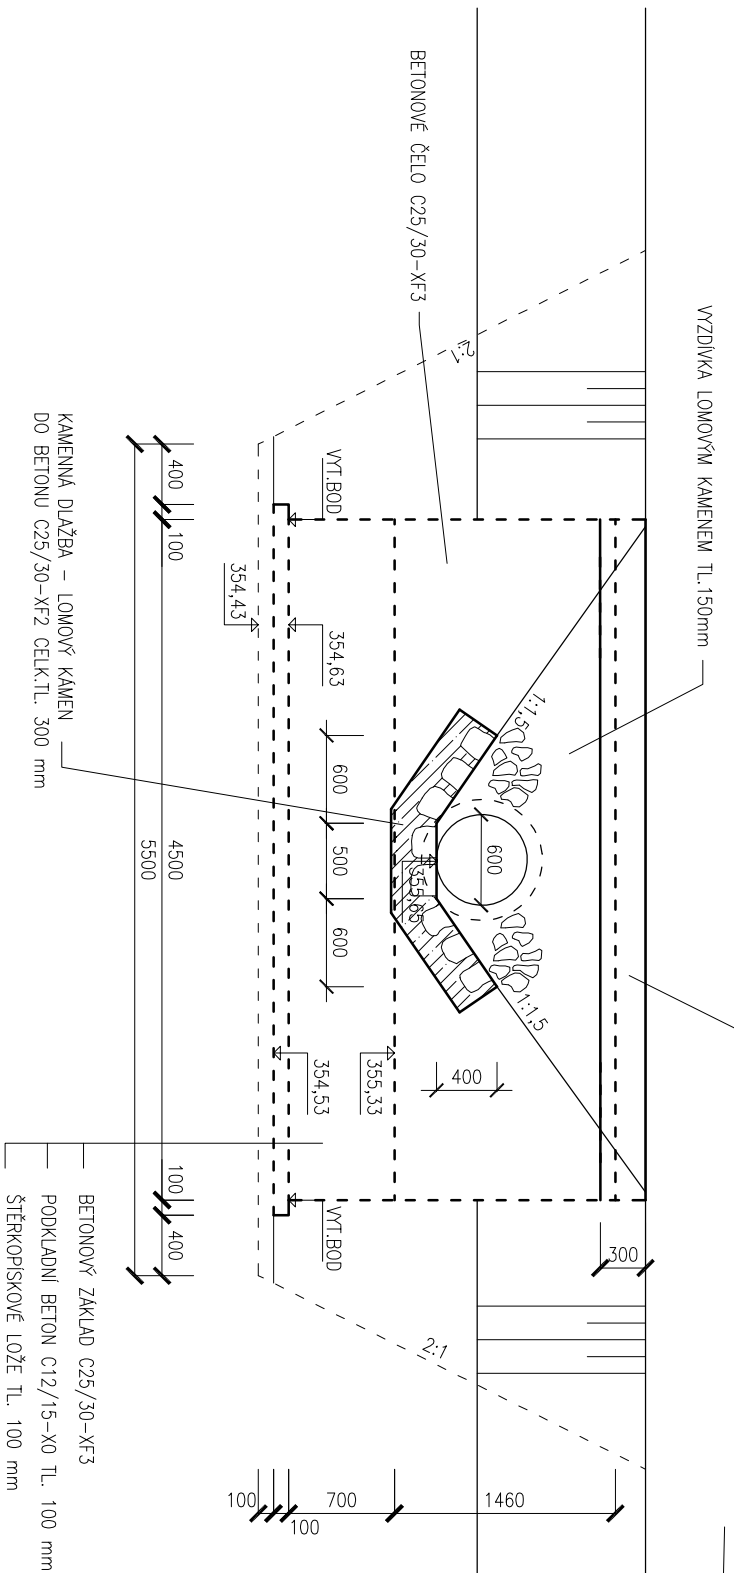 VYZDÍVKA LOMOVÝM KAMENEM TL.150mm
BETONOVÉ ČELO C25/30-XF3
2:1
2:1
1:1,5
1:1,5
600
300
400
355,65
VYT.BOD
VYT.BOD
354,63
354,43
355,33
354,53
600
500
600
400
100
4500
5500
100
400
100
100
700
1460
KAMENNÁ DLAŽBA – LOMOVÝ KÁMEN
DO BETONU C25/30-XF2 CELK.TL. 300 mm
BETONOVÝ ZÁKLAD C25/30-XF3
PODKLADNÍ BETON C12/15-X0 TL. 100 mm
ŠTĚRKOPÍSKOVÉ LOŽE TL. 100 mm